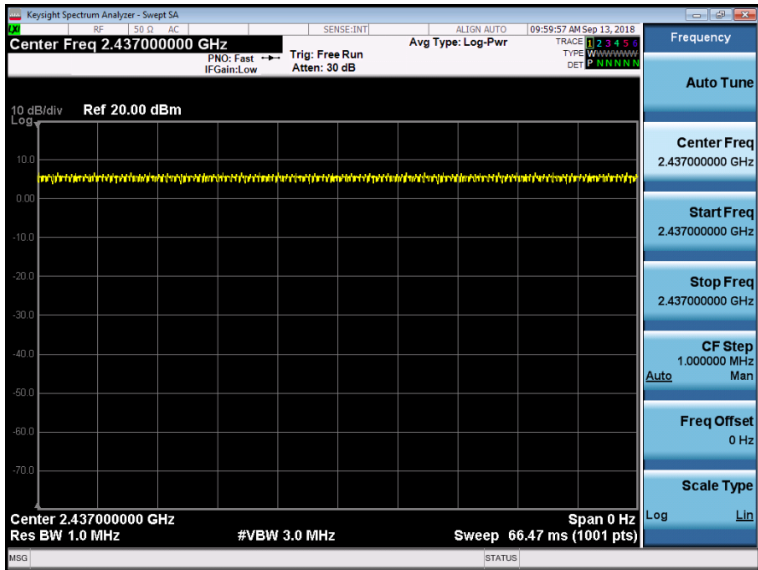 Keysight Spectrum Analyzer - Swept SA
LXI RF 50 Ω AC SENSE:INT ALIGN AUTO 09:59:57 AM Sep 13, 2018
Center Freq 2.437000000 GHz
PNO: Fast
IFGain:Low
Trig: Free Run
Atten: 30 dB
Avg Type: Log-Pwr
TRACE 1 2 3 4 5 6
TYPE WWWWWW
DET P N N N N N
10 dB/div Ref 20.00 dBm
Log
10.0
0.00
-10.0
-20.0
-30.0
-40.0
-50.0
-60.0
-70.0
Center 2.437000000 GHz Span 0 Hz
Res BW 1.0 MHz #VBW 3.0 MHz Sweep 66.47 ms (1001 pts)
MSG STATUS
Frequency
Auto Tune
Center Freq
2.437000000 GHz
Start Freq
2.437000000 GHz
Stop Freq
2.437000000 GHz
CF Step
1.000000 MHz
Auto Man
Freq Offset
0 Hz
Scale Type
Log Lin